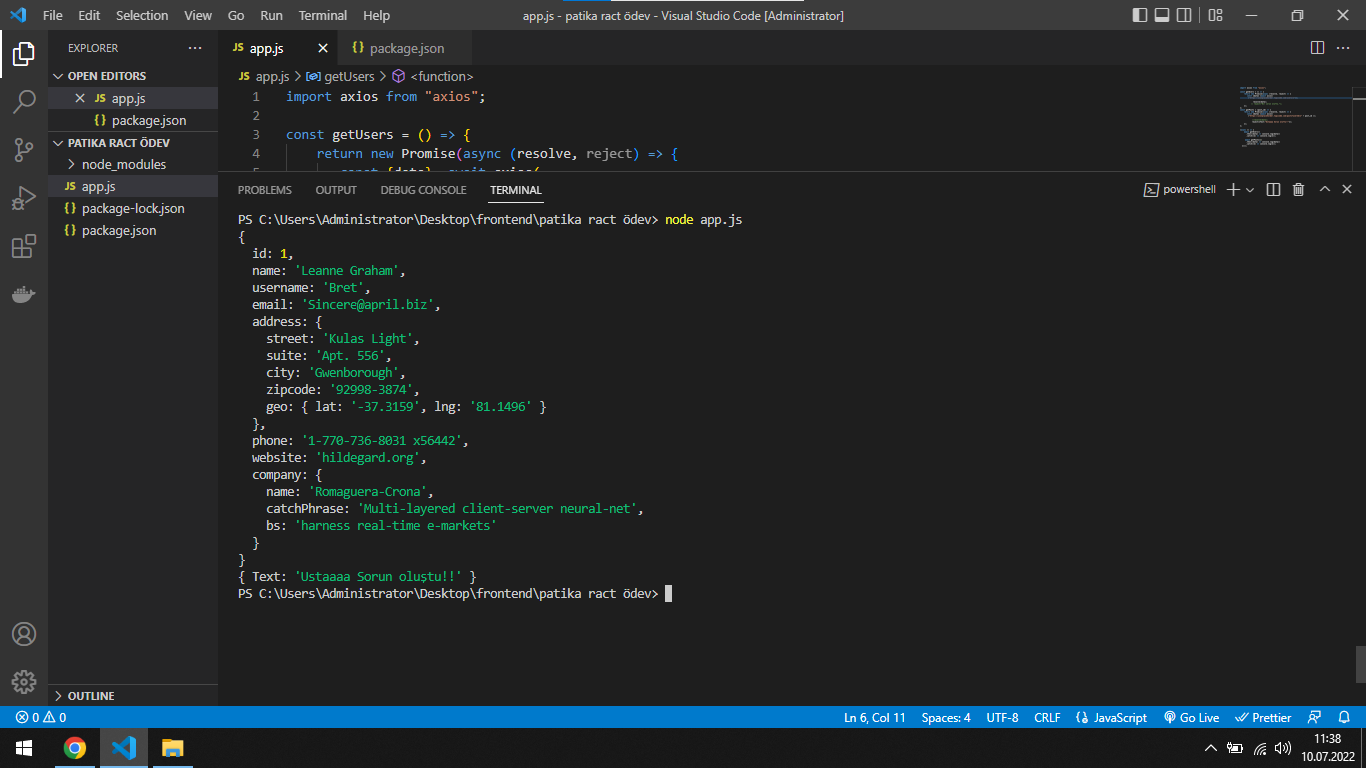 File Edit Selection View Go Run Terminal Help app.js - patika ract ödev - Visual Studio Code [Administrator]
EXPLORER
OPEN EDITORS
JS app.js
{} package.json
PATIKA RACT ÖDEV
node_modules
JS app.js
{} package-lock.json
{} package.json
OUTLINE
JS app.js {} package.json
JS app.js > getUsers > <function>
1 import axios from "axios";
2
3 const getUsers = () => {
4 return new Promise(async (resolve, reject) => {
PROBLEMS OUTPUT DEBUG CONSOLE TERMINAL powershell
PS C:\Users\Administrator\Desktop\frontend\patika ract ödev> node app.js
{
id: 1,
name: 'Leanne Graham',
username: 'Bret',
email: 'Sincere@april.biz',
address: {
street: 'Kulas Light',
suite: 'Apt. 556',
city: 'Gwenborough',
zipcode: '92998-3874',
geo: { lat: '-37.3159', lng: '81.1496' }
},
phone: '1-770-736-8031 x56442',
website: 'hildegard.org',
company: {
name: 'Romaguera-Crona',
catchPhrase: 'Multi-layered client-server neural-net',
bs: 'harness real-time e-markets'
}
}
{ Text: 'Ustaaaa Sorun oluştu!!' }
PS C:\Users\Administrator\Desktop\frontend\patika ract ödev>
0 0 Ln 6, Col 11 Spaces: 4 UTF-8 CRLF {} JavaScript Go Live Prettier
11:38
10.07.2022